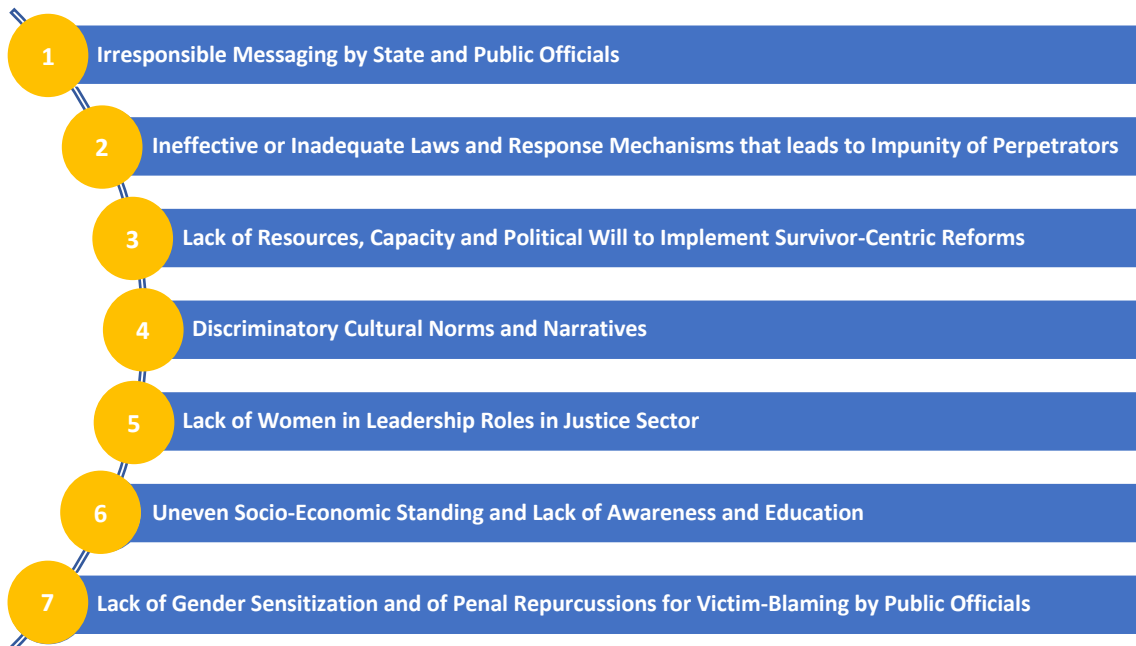 1 Irresponsible Messaging by State and Public Officials
2 Ineffective or Inadequate Laws and Response Mechanisms that leads to Impunity of Perpetrators
3 Lack of Resources, Capacity and Political Will to Implement Survivor-Centric Reforms
4 Discriminatory Cultural Norms and Narratives
5 Lack of Women in Leadership Roles in Justice Sector
6 Uneven Socio-Economic Standing and Lack of Awareness and Education
7 Lack of Gender Sensitization and of Penal Repurcussions for Victim-Blaming by Public Officials